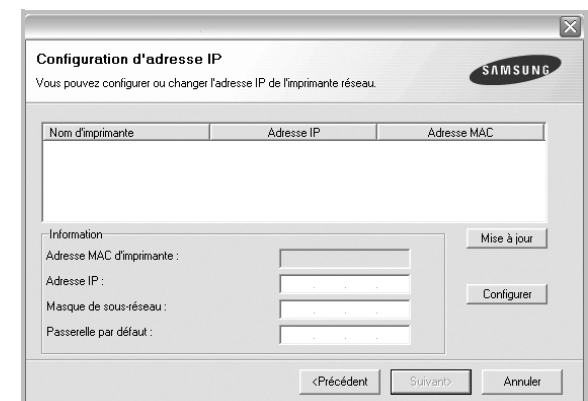 Configuration d'adresse IP
Vous pouvez configurer ou changer l'adresse IP de l'imprimante réseau.
SAMSUNG
Nom d'imprimante Adresse IP Adresse MAC
Information
Mise à jour
Adresse MAC d'imprimante :
Adresse IP :
Configurer
Masque de sous-réseau :
Passerelle par défaut :
<Précédent Suivant> Annuler